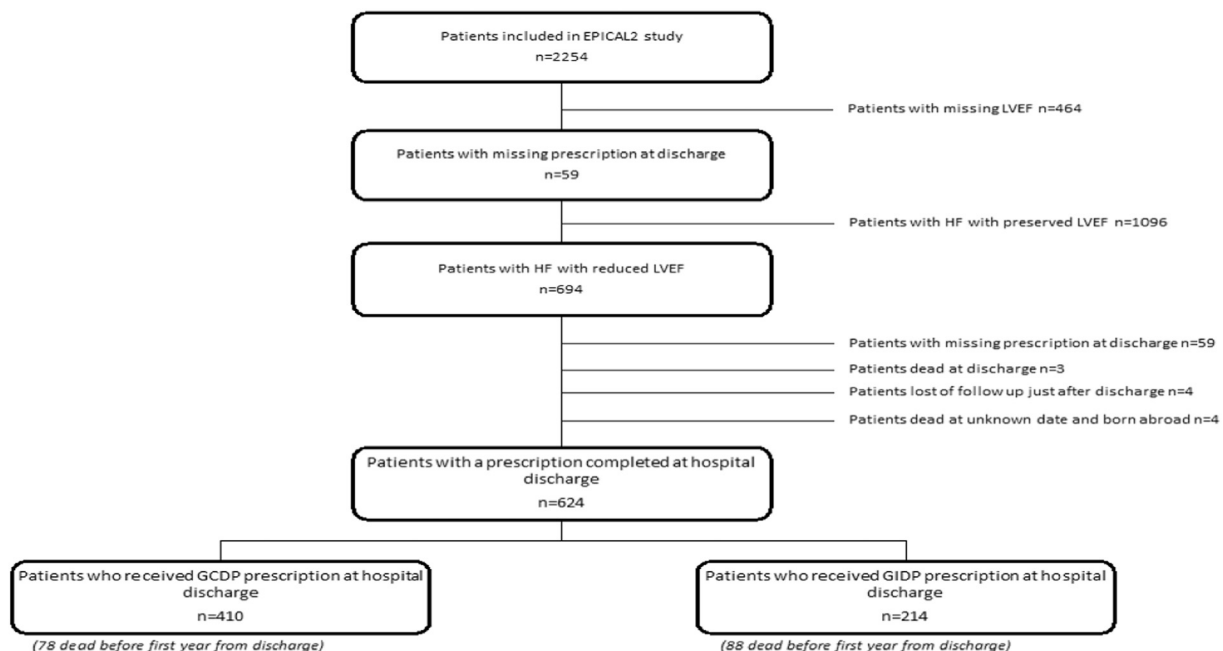 Patients included in EPICAL2 study
n=2254
Patients with missing LVEF n=464
Patients with missing prescription at discharge
n=59
Patients with HF with preserved LVEF n=1096
Patients with HF with reduced LVEF
n=694
Patients with missing prescription at discharge n=59
Patients dead at discharge n=3
Patients lost of follow up just after discharge n=4
Patients dead at unknown date and born abroad n=4
Patients with a prescription completed at hospital
discharge
n=624
Patients who received GCDP prescription at hospital
discharge
n=410
(78 dead before first year from discharge)
Patients who received GIDP prescription at hospital
discharge
n=214
(88 dead before first year from discharge)